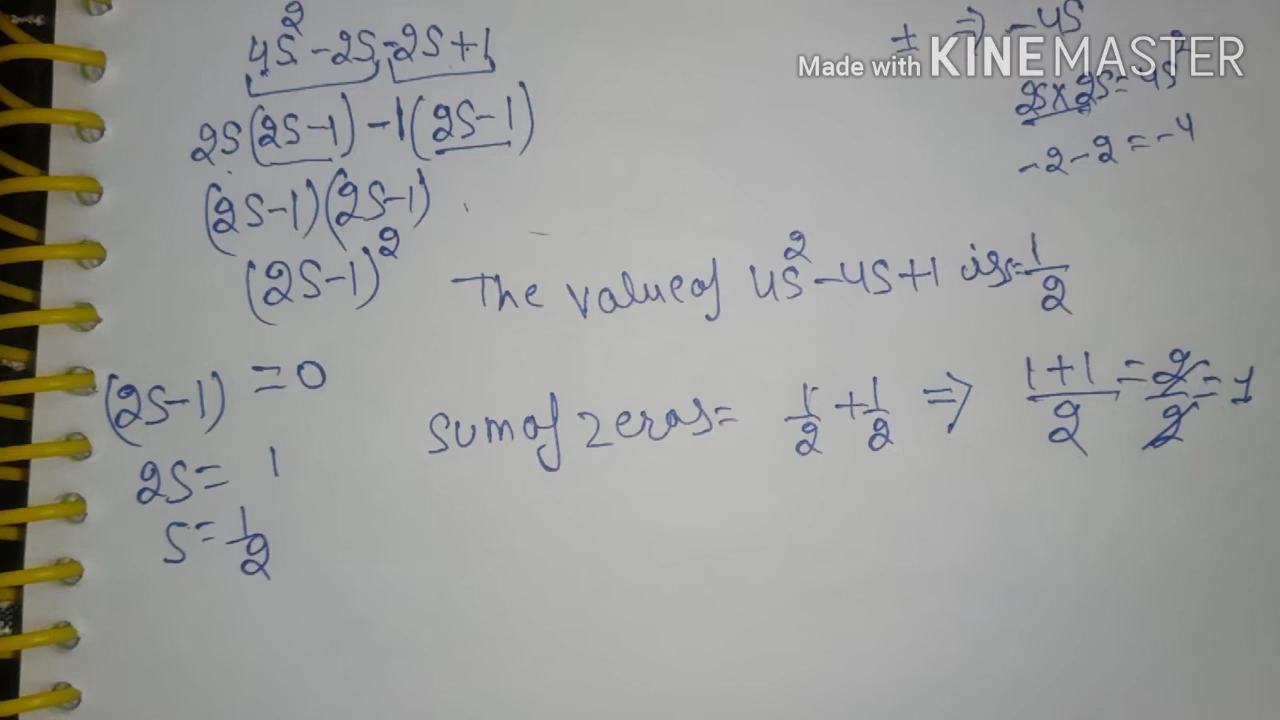 4s² - 2s - 2s + 1
± ⇒ -4s
Made with KINEMASTER
2s(2s-1) -1(2s-1)
2s × 2s = 4s²
-2 -2 = -4
(2s-1)(2s-1)
(2s-1)²
The value of 4s² - 4s + 1 is = 1/2
(2s-1) = 0
sum of zeros = 1/2 + 1/2 ⇒ 1+1/2 = 2/2 = 1
2s = 1
s = 1/2